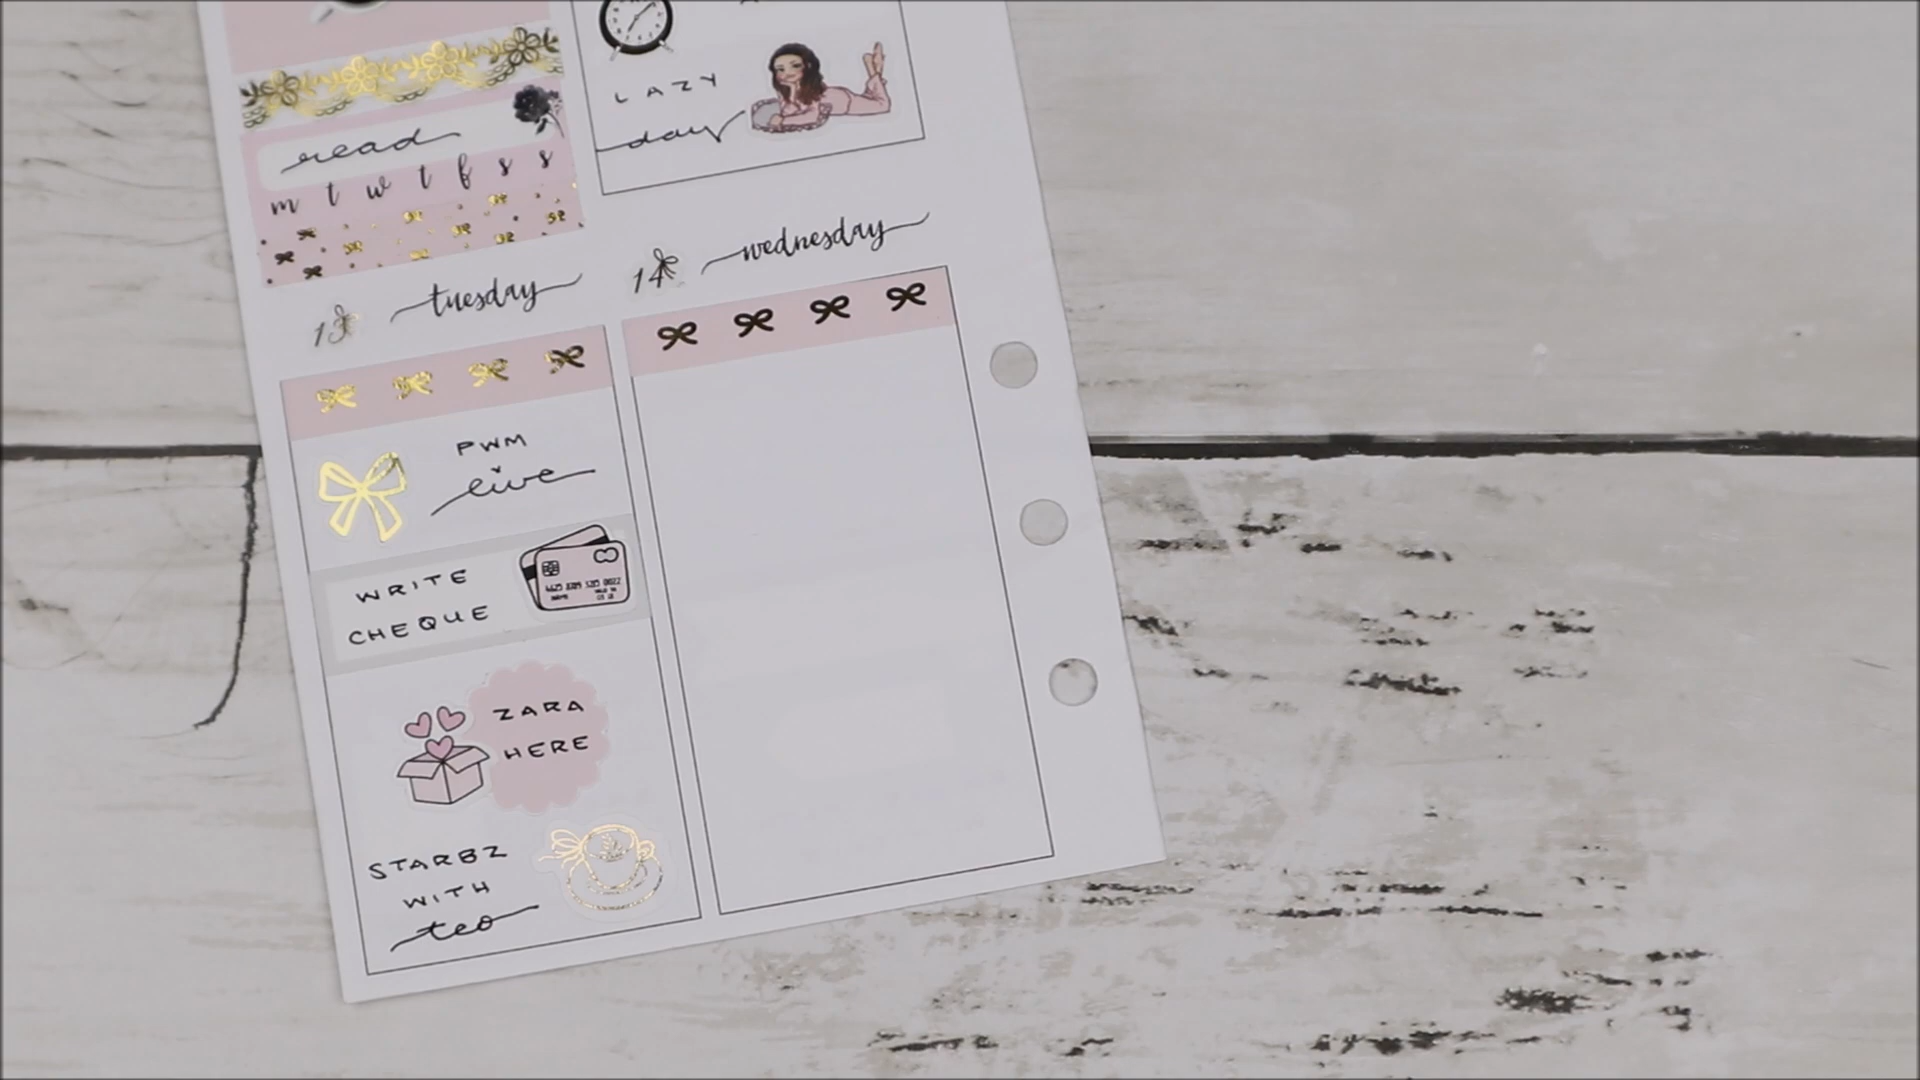 LAZY
day
read
m t w t f s s
13 tuesday
14 wednesday
PWM
live
WRITE
CHEQUE
ZARA
HERE
STARBZ
WITH
teo